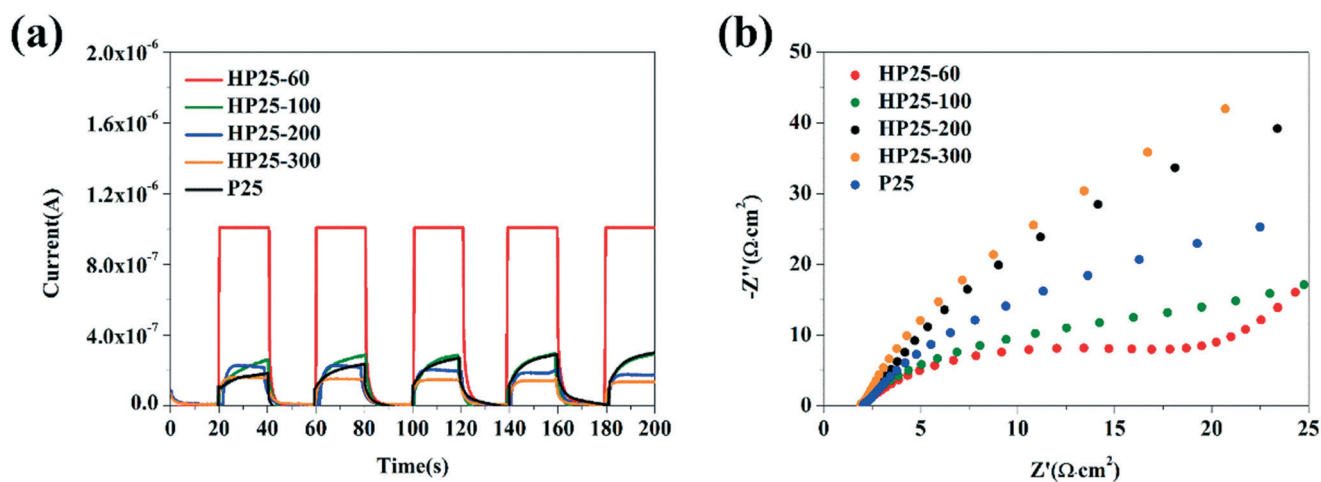 (a)
2.0x10⁻⁶
1.6x10⁻⁶
1.2x10⁻⁶
8.0x10⁻⁷
4.0x10⁻⁷
0.0
Current(A)
HP25-60
HP25-100
HP25-200
HP25-300
P25
0 20 40 60 80 100 120 140 160 180 200
Time(s)
(b)
50
40
30
20
10
0
-Z''(Ω·cm²)
HP25-60
HP25-100
HP25-200
HP25-300
P25
0 5 10 15 20 25
Z'(Ω·cm²)